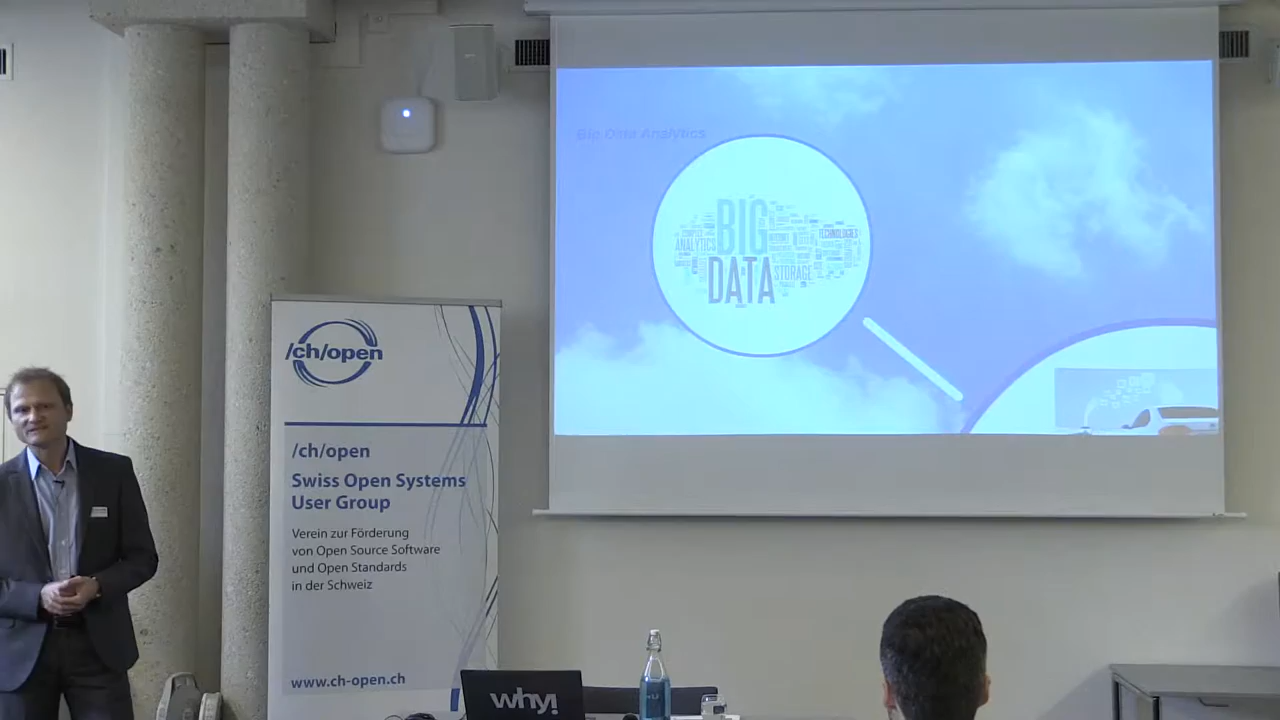 Big Data Analytics
BIG
DATA
ANALYTICS
TECHNOLOGIES
STORAGE
/ch/open
/ch/open
Swiss Open Systems
User Group
Verein zur Förderung
von Open Source Software
und Open Standards
in der Schweiz
www.ch-open.ch
why!